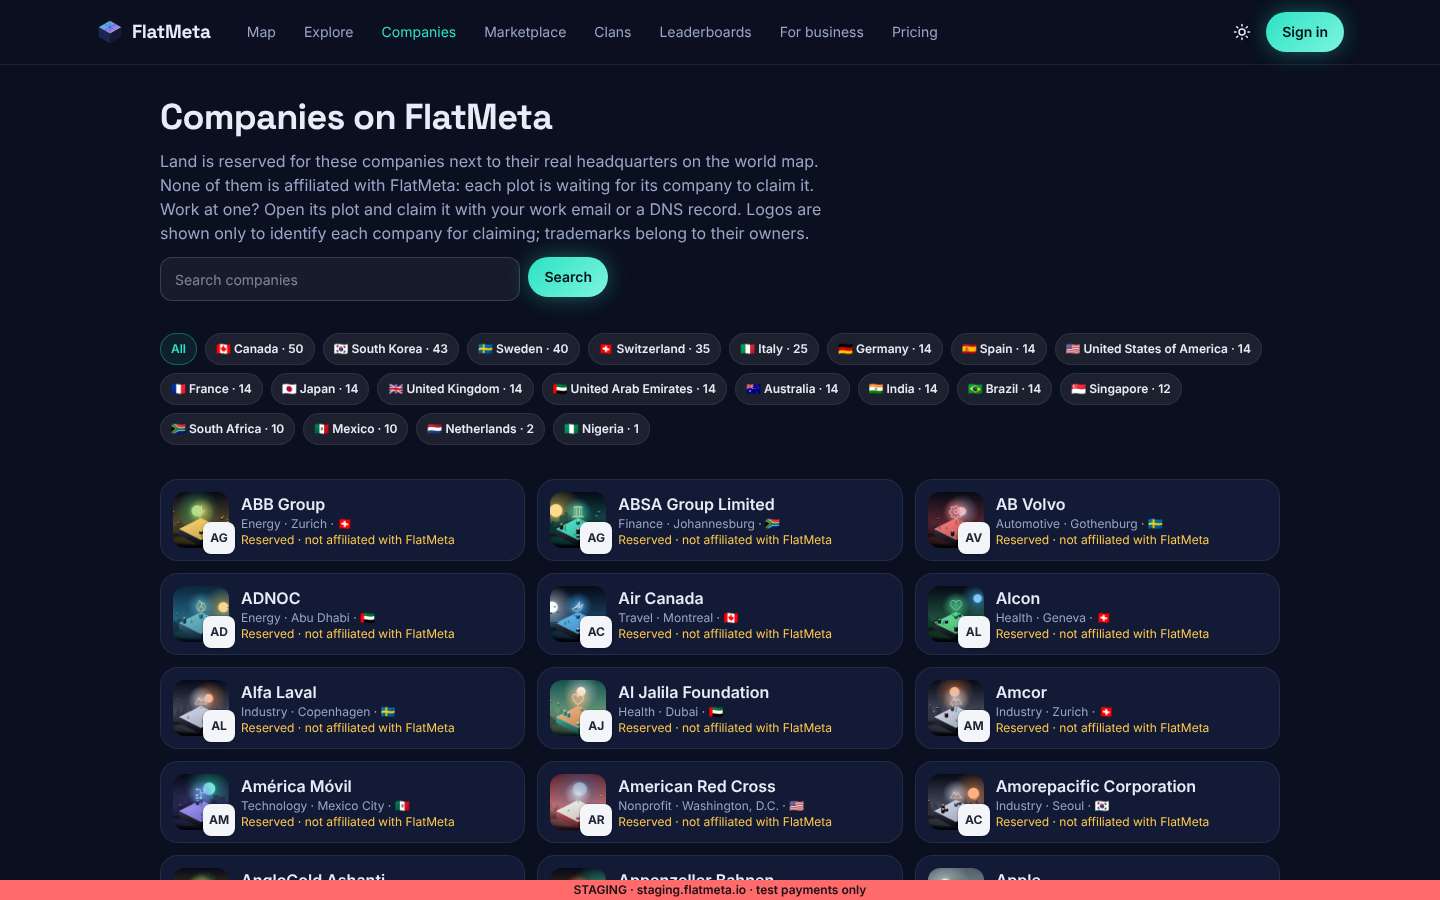 FlatMeta
Map
Explore
Companies
Marketplace
Clans
Leaderboards
For business
Pricing
Sign in
Companies on FlatMeta
Land is reserved for these companies next to their real headquarters on the world map.
None of them is affiliated with FlatMeta: each plot is waiting for its company to claim it.
Work at one? Open its plot and claim it with your work email or a DNS record. Logos are
shown only to identify each company for claiming; trademarks belong to their owners.
Search companies
Search
All
Canada · 50
South Korea · 43
Sweden · 40
Switzerland · 35
Italy · 25
Germany · 14
Spain · 14
United States of America · 14
France · 14
Japan · 14
United Kingdom · 14
United Arab Emirates · 14
Australia · 14
India · 14
Brazil · 14
Singapore · 12
South Africa · 10
Mexico · 10
Netherlands · 2
Nigeria · 1
AG
ABB Group
Energy · Zurich ·
Reserved · not affiliated with FlatMeta
AG
ABSA Group Limited
Finance · Johannesburg ·
Reserved · not affiliated with FlatMeta
AV
AB Volvo
Automotive · Gothenburg ·
Reserved · not affiliated with FlatMeta
AD
ADNOC
Energy · Abu Dhabi ·
Reserved · not affiliated with FlatMeta
AC
Air Canada
Travel · Montreal ·
Reserved · not affiliated with FlatMeta
AL
Alcon
Health · Geneva ·
Reserved · not affiliated with FlatMeta
AL
Alfa Laval
Industry · Copenhagen ·
Reserved · not affiliated with FlatMeta
AJ
Al Jalila Foundation
Health · Dubai ·
Reserved · not affiliated with FlatMeta
AM
Amcor
Industry · Zurich ·
Reserved · not affiliated with FlatMeta
AM
América Móvil
Technology · Mexico City ·
Reserved · not affiliated with FlatMeta
AR
American Red Cross
Nonprofit · Washington, D.C. ·
Reserved · not affiliated with FlatMeta
AC
Amorepacific Corporation
Industry · Seoul ·
Reserved · not affiliated with FlatMeta
AngloGold Ashanti
Appenzeller Bahnen
Apple
STAGING · staging.flatmeta.io · test payments only